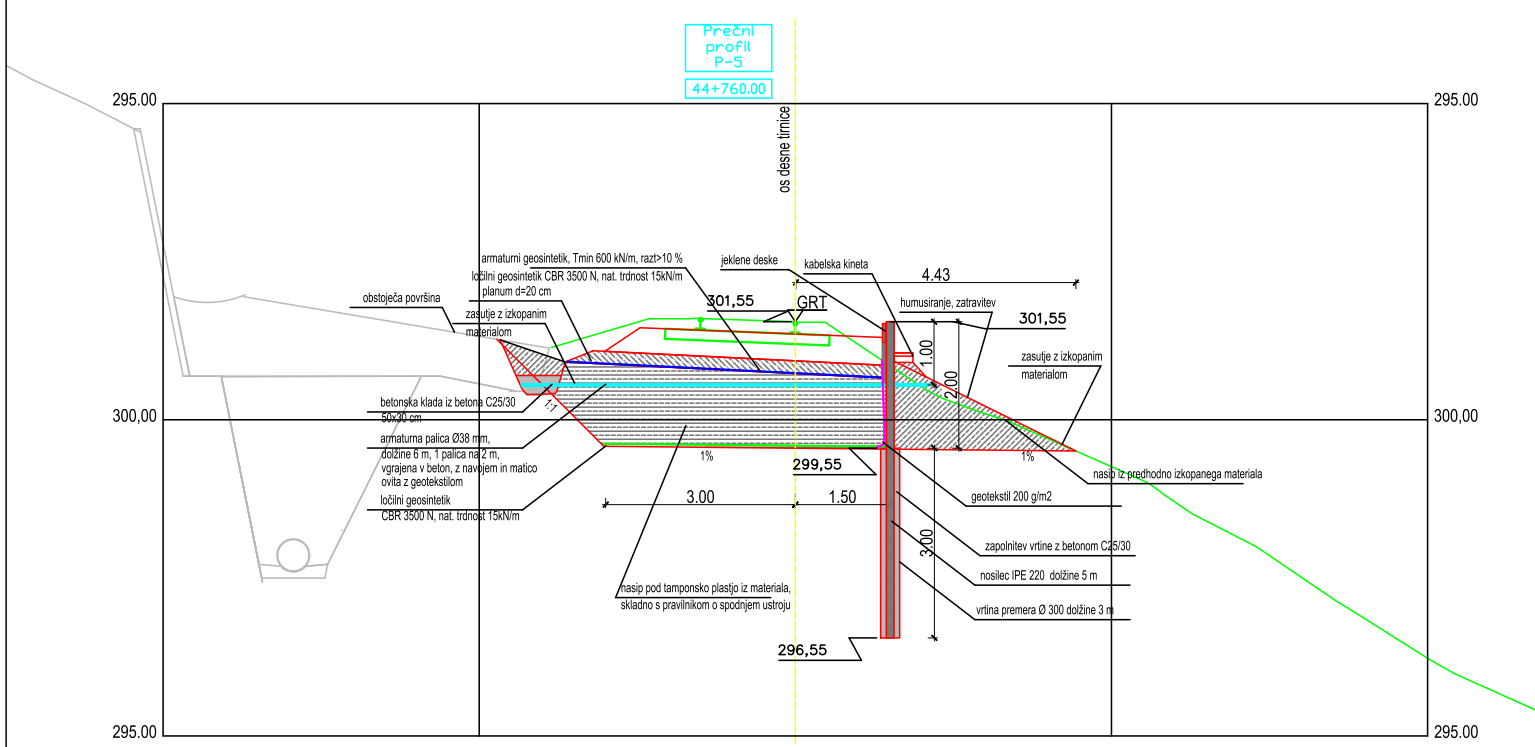 Prečni
profil
P-5
44+760.00
295.00
295.00
os desne tirnice
armaturni geosintetik, Tmin 600 kN/m, razt>10 %
ločilni geosintetik CBR 3500 N, nat. trdnost 15kN/m
planum d=20 cm
obstoječa površina
zasutje z izkopanim
materialom
jeklene deske
kabelska kineta
4.43
301,55
GRT
humusiranje, zatravitev
301,55
1.00
2.00
zasutje z izkopanim
materialom
betonska klada iz betona C25/30
50x30 cm
1:1
300,00
300,00
armaturna palica Ø38 mm,
dolžine 6 m, 1 palica na 2 m,
vgrajena v beton, z navojem in matico
ovita z geotekstilom
1%
299,55
1%
nasip iz predhodno izkopanega materiala
ločilni geosintetik
CBR 3500 N, nat. trdnost 15kN/m
3.00
1.50
geotekstil 200 g/m2
3.00
zapolnitev vrtine z betonom C25/30
nosilec IPE 220 dolžine 5 m
nasip pod tamponsko plastjo iz materiala,
skladno s pravilnikom o spodnjem ustroju
vrtina premera Ø 300 dolžine 3 m
296,55
295.00
295.00